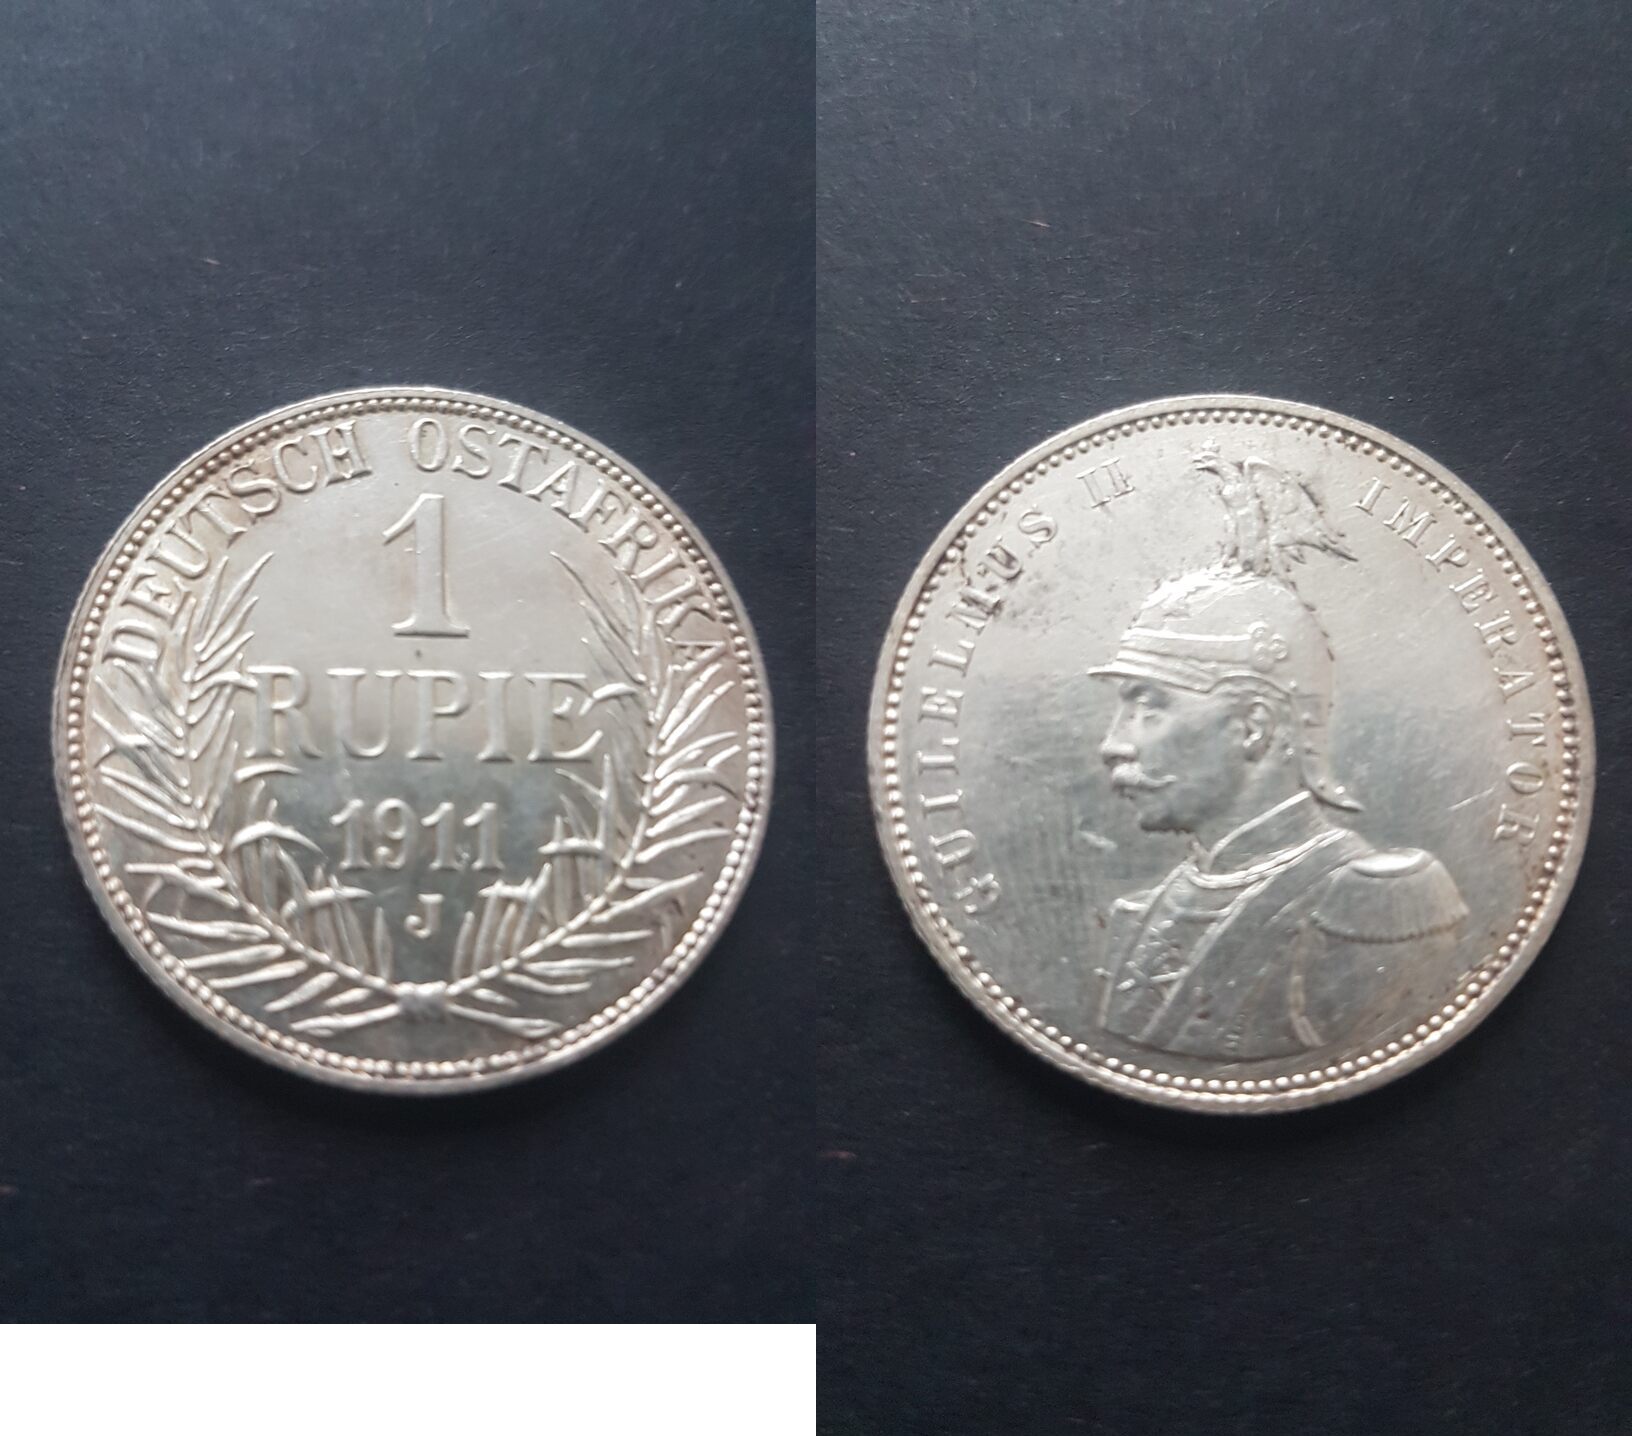 DEUTSCH OSTAFRIKA
1
RUPIE
1911
J
GUILELMUS II IMPERATOR